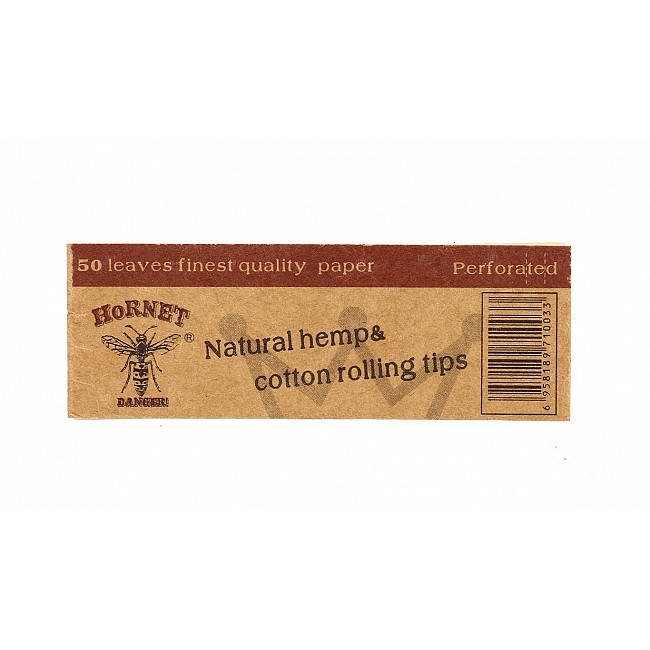 50 leaves finest quality paper Perforated
HoRNET
®
DANGER!
Natural hemp&
cotton rolling tips
6 958189 710033